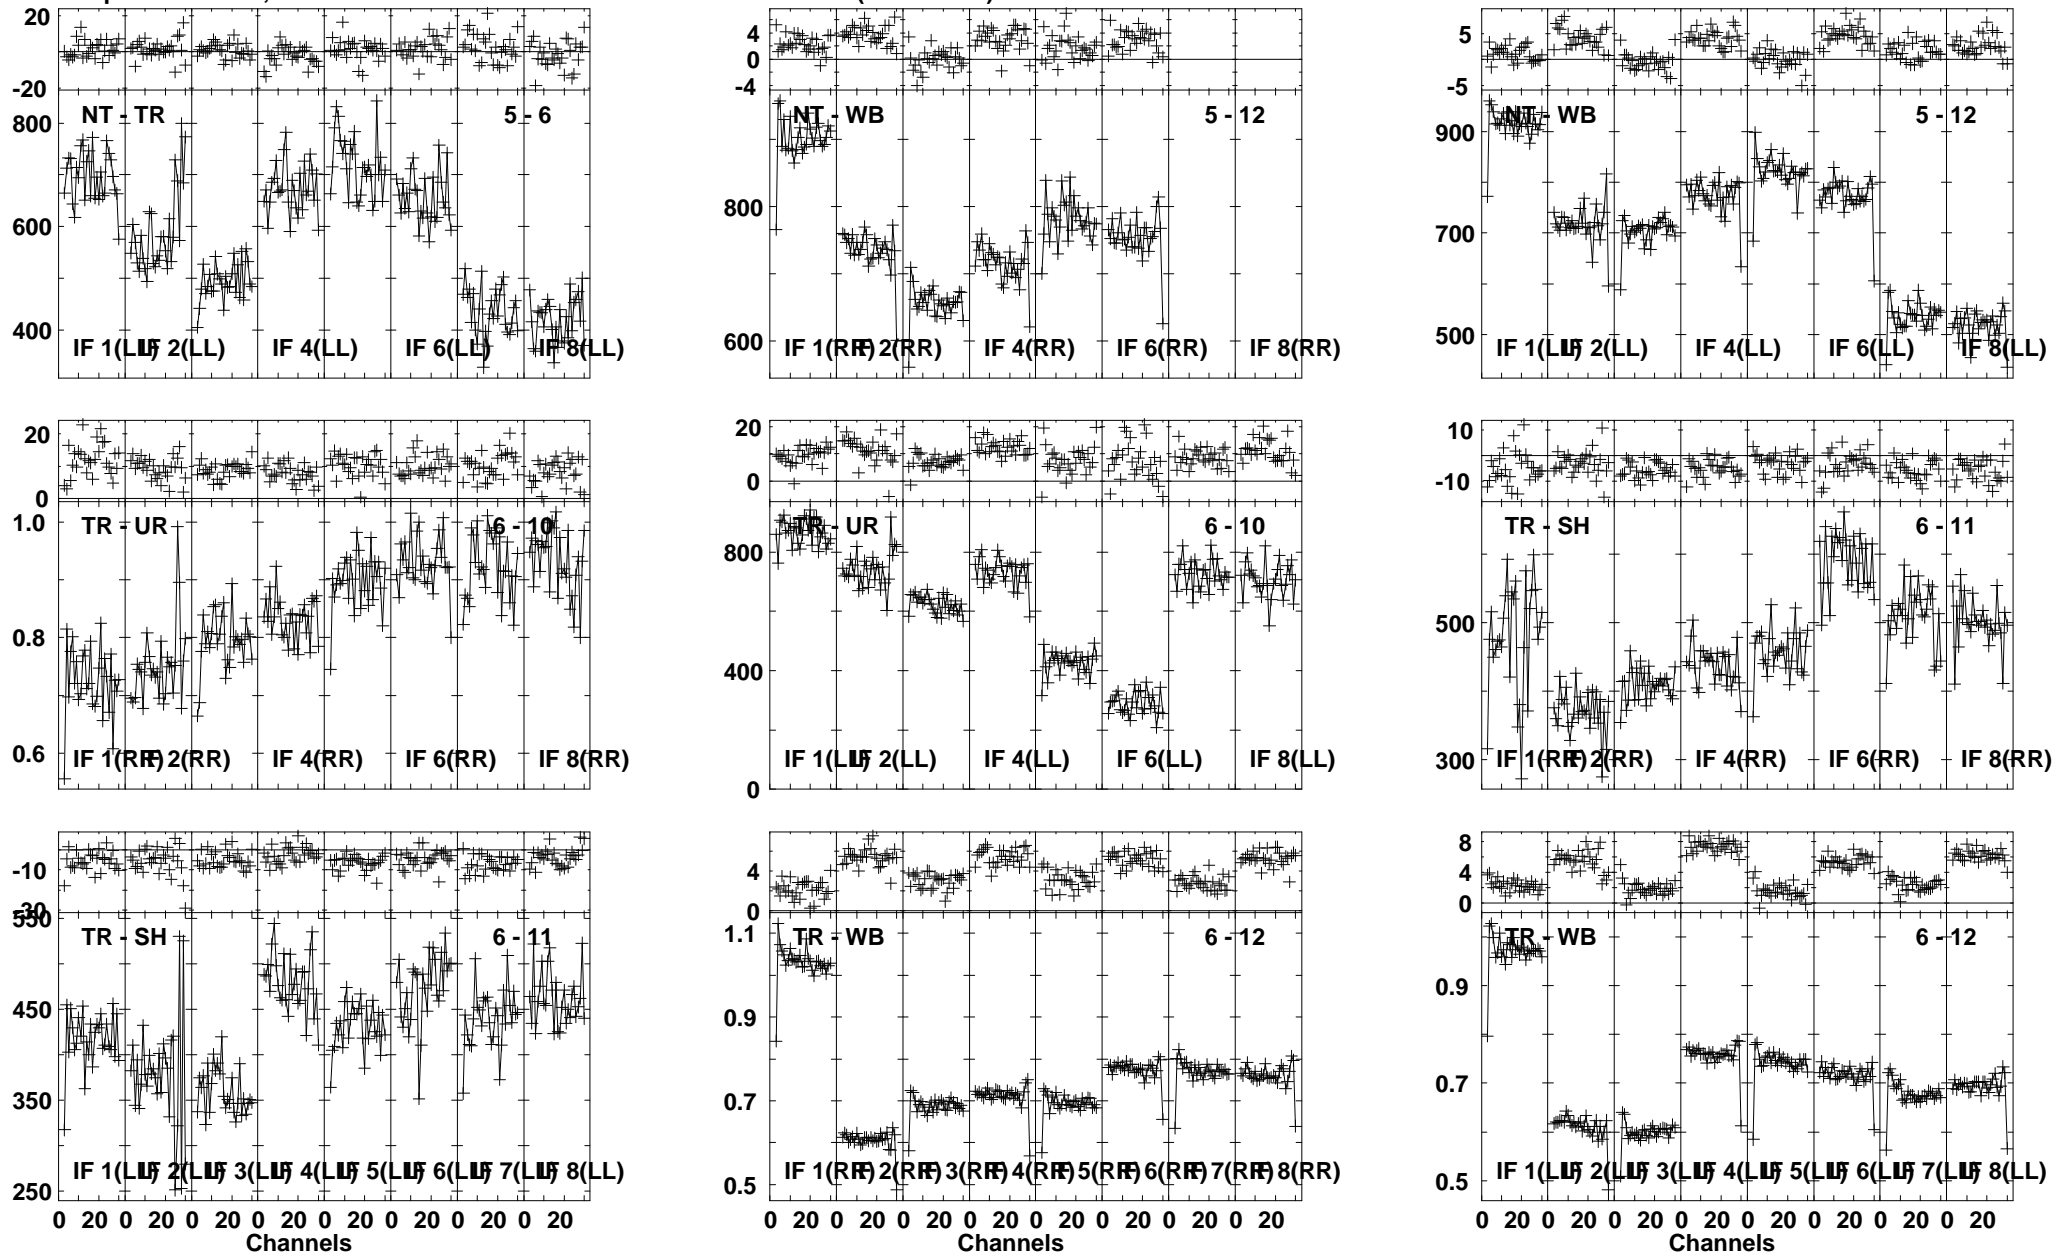 20
0
-20
NT - TR 5 - 6
800
600
400
IF 1(LL) IF 2(LL) IF 4(LL) IF 6(LL) IF 8(LL)
4
0
-4
NT - WB 5 - 12
800
600
IF 1(RR) IF 2(RR) IF 4(RR) IF 6(RR) IF 8(RR)
5
-5
NT - WB 5 - 12
900
700
500
IF 1(LL) IF 2(LL) IF 4(LL) IF 6(LL) IF 8(LL)
20
0
TR - UR 6 - 10
1.0
0.8
0.6
IF 1(RR) IF 2(RR) IF 4(RR) IF 6(RR) IF 8(RR)
20
0
TR - UR 6 - 10
800
400
0
IF 1(LL) IF 2(LL) IF 4(LL) IF 6(LL) IF 8(LL)
10
-10
TR - SH 6 - 11
500
300
IF 1(RR) IF 2(RR) IF 4(RR) IF 6(RR) IF 8(RR)
-10
-30
550
TR - SH 6 - 11
450
350
250
IF 1(LL) IF 2(LL) IF 3(LL) IF 4(LL) IF 5(LL) IF 6(LL) IF 7(LL) IF 8(LL)
0 20 0 20 0 20 0 20 0 20 0 20 0 20 0 20
Channels
4
0
TR - WB 6 - 12
1.1
0.9
0.7
0.5
IF 1(RR) IF 2(RR) IF 3(RR) IF 4(RR) IF 5(RR) IF 6(RR) IF 7(RR) IF 8(RR)
0 20 0 20 0 20 0 20 0 20 0 20 0 20 0 20
Channels
8
4
0
TR - WB 6 - 12
0.9
0.7
0.5
IF 1(LL) IF 2(LL) IF 3(LL) IF 4(LL) IF 5(LL) IF 6(LL) IF 7(LL) IF 8(LL)
0 20 0 20 0 20 0 20 0 20 0 20 0 20 0 20
Channels